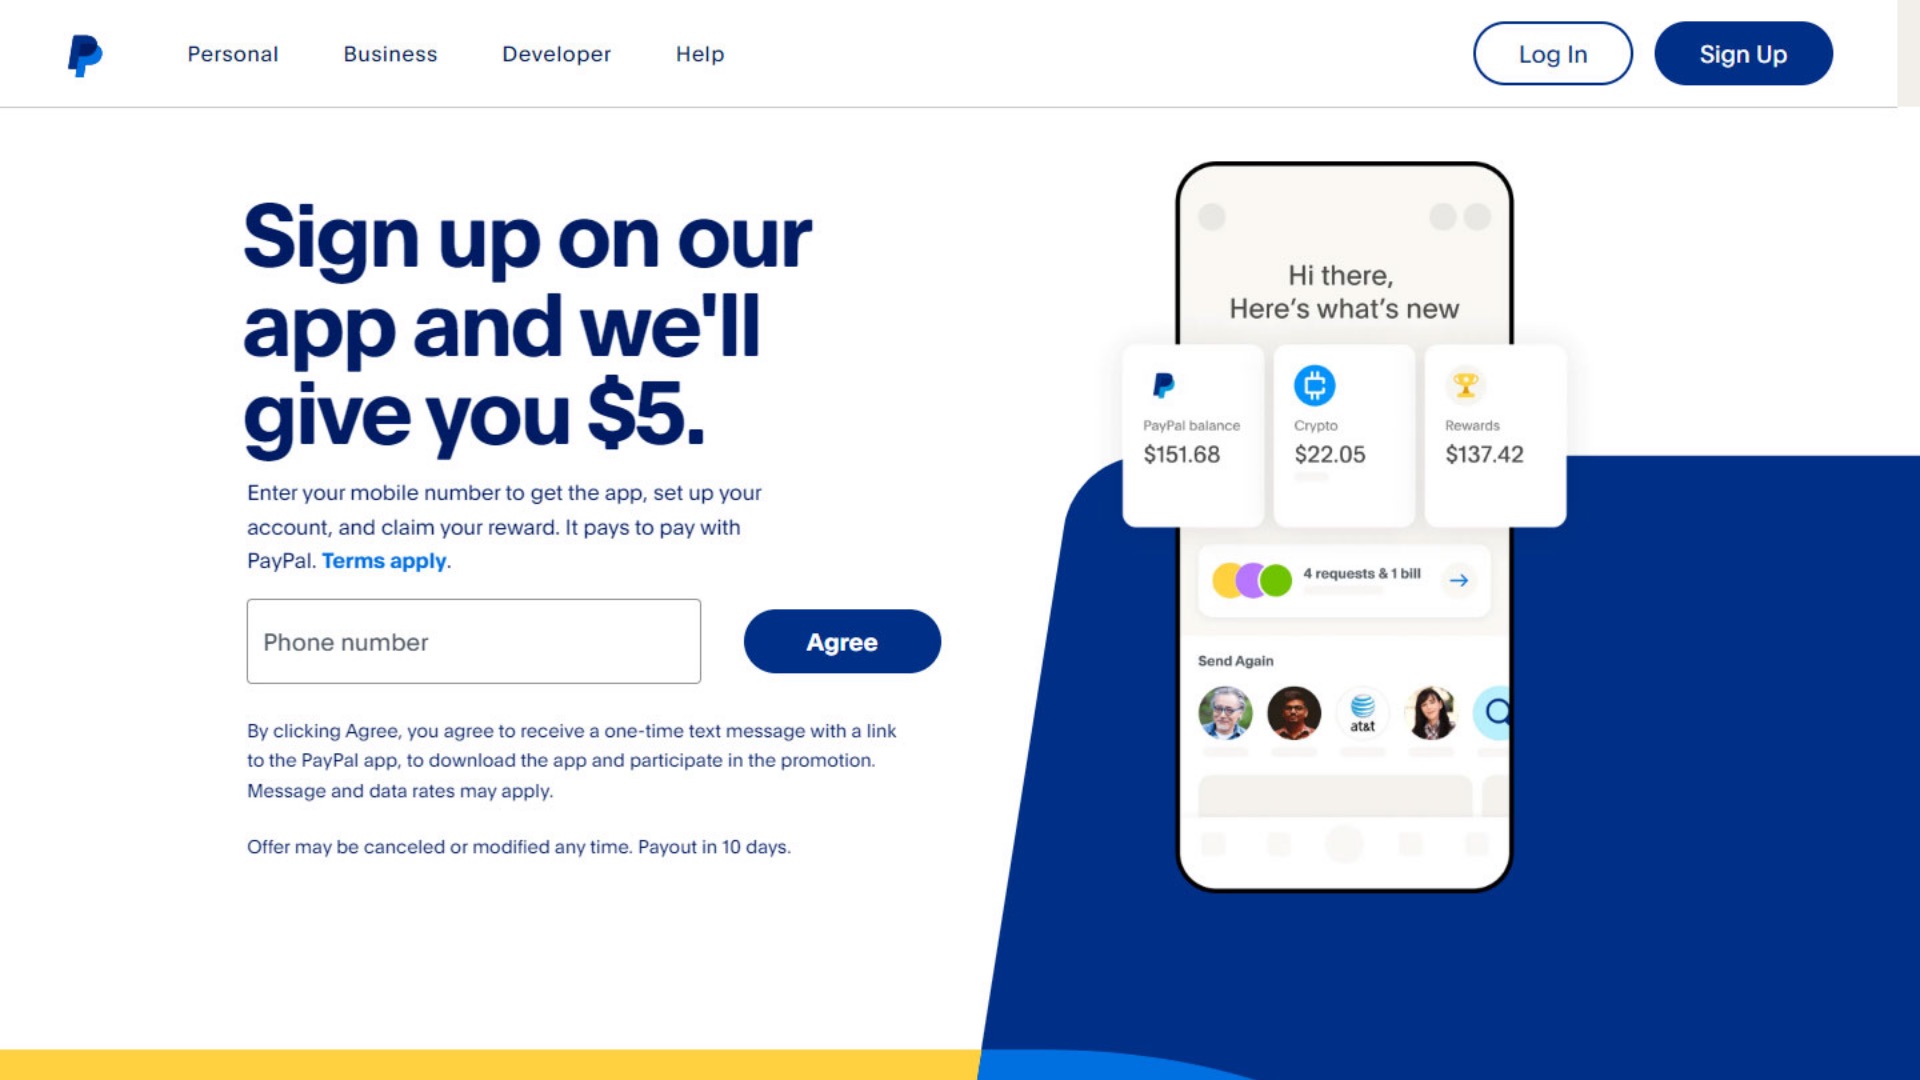 Personal
Business
Developer
Help
Log In
Sign Up
Sign up on our
app and we'll
give you $5.
Enter your mobile number to get the app, set up your
account, and claim your reward. It pays to pay with
PayPal. Terms apply.
Phone number
Agree
By clicking Agree, you agree to receive a one-time text message with a link
to the PayPal app, to download the app and participate in the promotion.
Message and data rates may apply.
Offer may be canceled or modified any time. Payout in 10 days.
Hi there,
Here’s what’s new
PayPal balance
$151.68
Crypto
$22.05
Rewards
$137.42
4 requests & 1 bill
Send Again
at&t